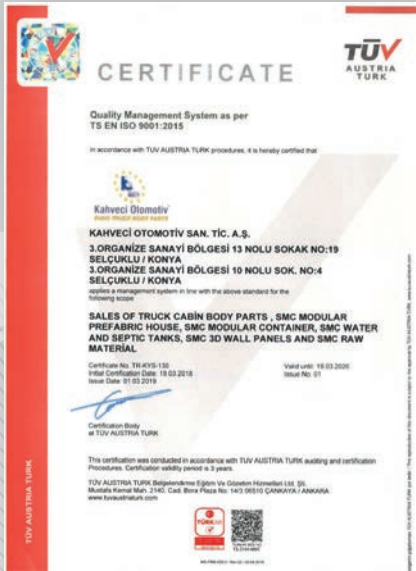 TÜV
AUSTRIA
TURK
CERTIFICATE
Quality Management System as per
TS EN ISO 9001:2015
In accordance with TÜV AUSTRIA TURK procedures, it is hereby certified that
Kahveci Otomotiv
KAHVECİ OTOMOTİV SAN. TİC. A.Ş.
3.ORGANİZE SANAYİ BÖLGESİ 13 NOLU SOKAK NO:19
SELÇUKLU / KONYA
3.ORGANİZE SANAYİ BÖLGESİ 10 NOLU SOK. NO:4
SELÇUKLU / KONYA
applies a management system in line with the above standard for the
following scope
SALES OF TRUCK CABİN BODY PARTS , SMC MODULAR
PREFABRIC HOUSE, SMC MODULAR CONTAINER, SMC WATER
AND SEPTIC TANKS, SMC 3D WALL PANELS AND SMC RAW
MATERİAL
Certificate No. TR-KYS-130
Initial Certification Date: 19.03.2018
Issue Date: 01.03.2019
Valid until: 19.03.2020
Issue No. 01
Certification Body
at TÜV AUSTRIA TURK
This certification was conducted in accordance with TÜV AUSTRIA TURK auditing and certification
Procedures. Certification validity period is 3 years.
TÜV AUSTRIA TURK Belgelendirme Eğitim Ve Gözetim Hizmetleri Ltd. Şti.
Mustafa Kemal Mah. 2140. Cad. Bora Plaza No: 14/3 06510 ÇANKAYA / ANKARA
www.tuvaustriaturk.com
TÜRKAK
TÜV AUSTRIA TURK